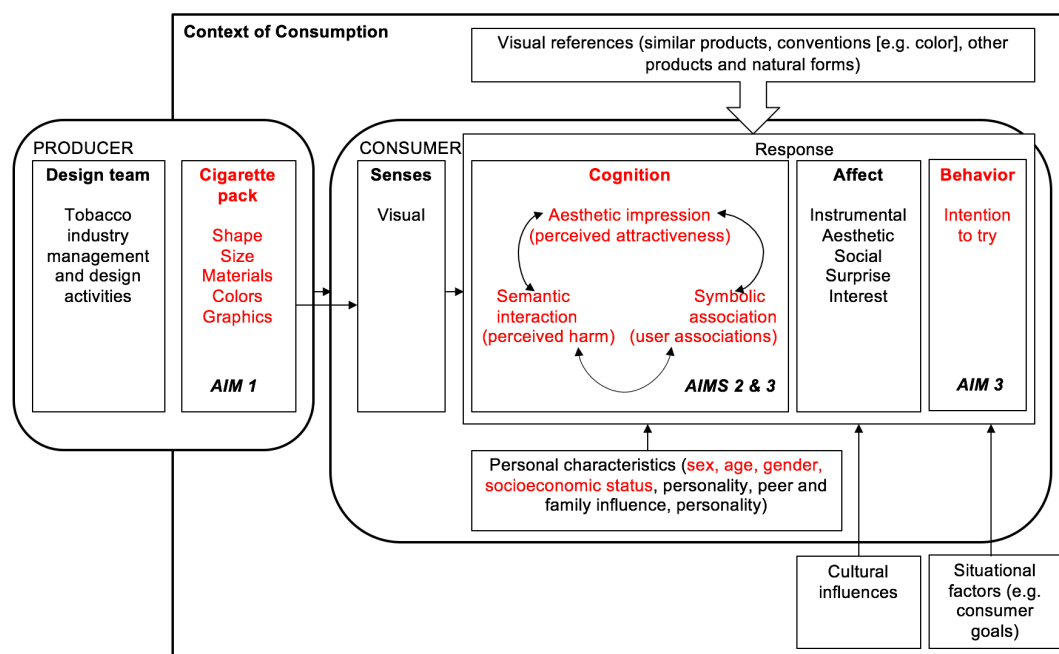 Context of Consumption
Visual references (similar products, conventions [e.g. color], other
products and natural forms)
PRODUCER
Design team
Tobacco
industry
management
and design
activities
Cigarette
pack
Shape
Size
Materials
Colors
Graphics
AIM 1
CONSUMER
Senses
Visual
Response
Cognition
Aesthetic impression
(perceived attractiveness)
Semantic
interaction
(perceived harm)
Symbolic
association
(user associations)
AIMS 2 & 3
Affect
Instrumental
Aesthetic
Social
Surprise
Interest
Behavior
Intention
to try
AIM 3
Personal characteristics (sex, age, gender,
socioeconomic status, personality, peer and
family influence, personality)
Cultural
influences
Situational
factors (e.g.
consumer
goals)